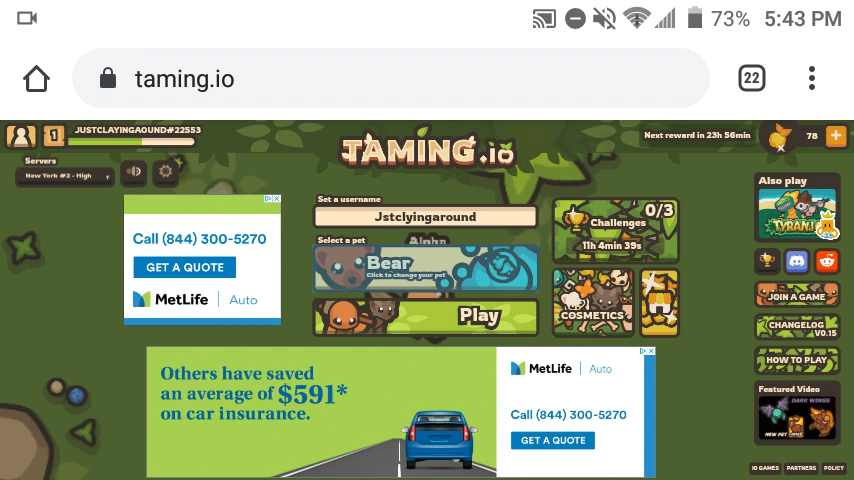 73% 5:43 PM
taming.io
22
1
JUSTCLAYINGAOUND#22553
TAMING.io
Next reward in 23h 56min
78
Servers
New York #2 - High
Also play
Call (844) 300-5270
GET A QUOTE
MetLife | Auto
Set a username
Jstclyingaround
Select a pet
Alpha
Bear
Click to change your pet
Play
0/3
Challenges
11h 4min 39s
COSMETICS
JOIN A GAME
CHANGELOG
V0.15
HOW TO PLAY
Featured Video
DARK WINGS
NEW PET
Others have saved
an average of $591*
on car insurance.
MetLife | Auto
Call (844) 300-5270
GET A QUOTE
IO GAMES PARTNERS POLICY